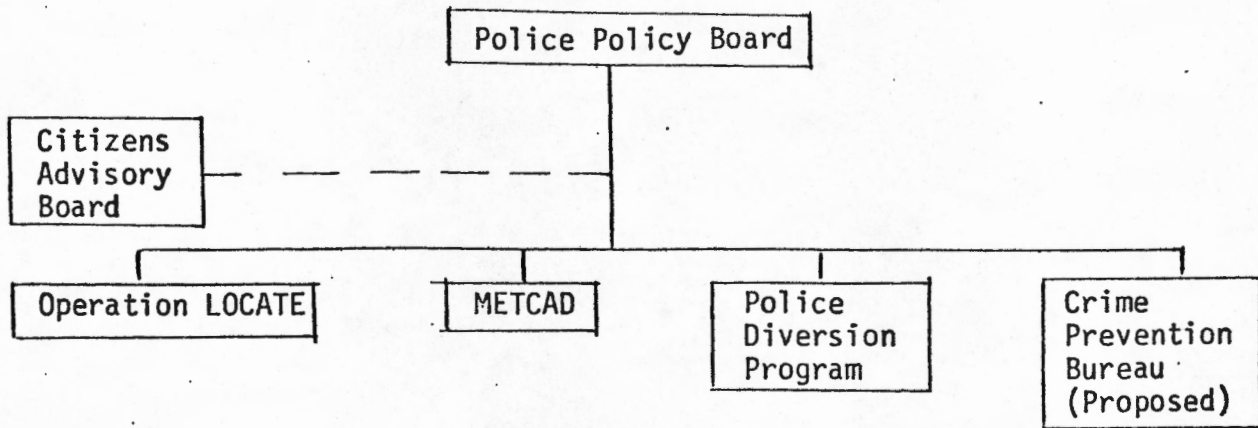 Police Policy Board
Citizens
Advisory
Board
Operation LOCATE
METCAD
Police
Diversion
Program
Crime
Prevention
Bureau
(Proposed)